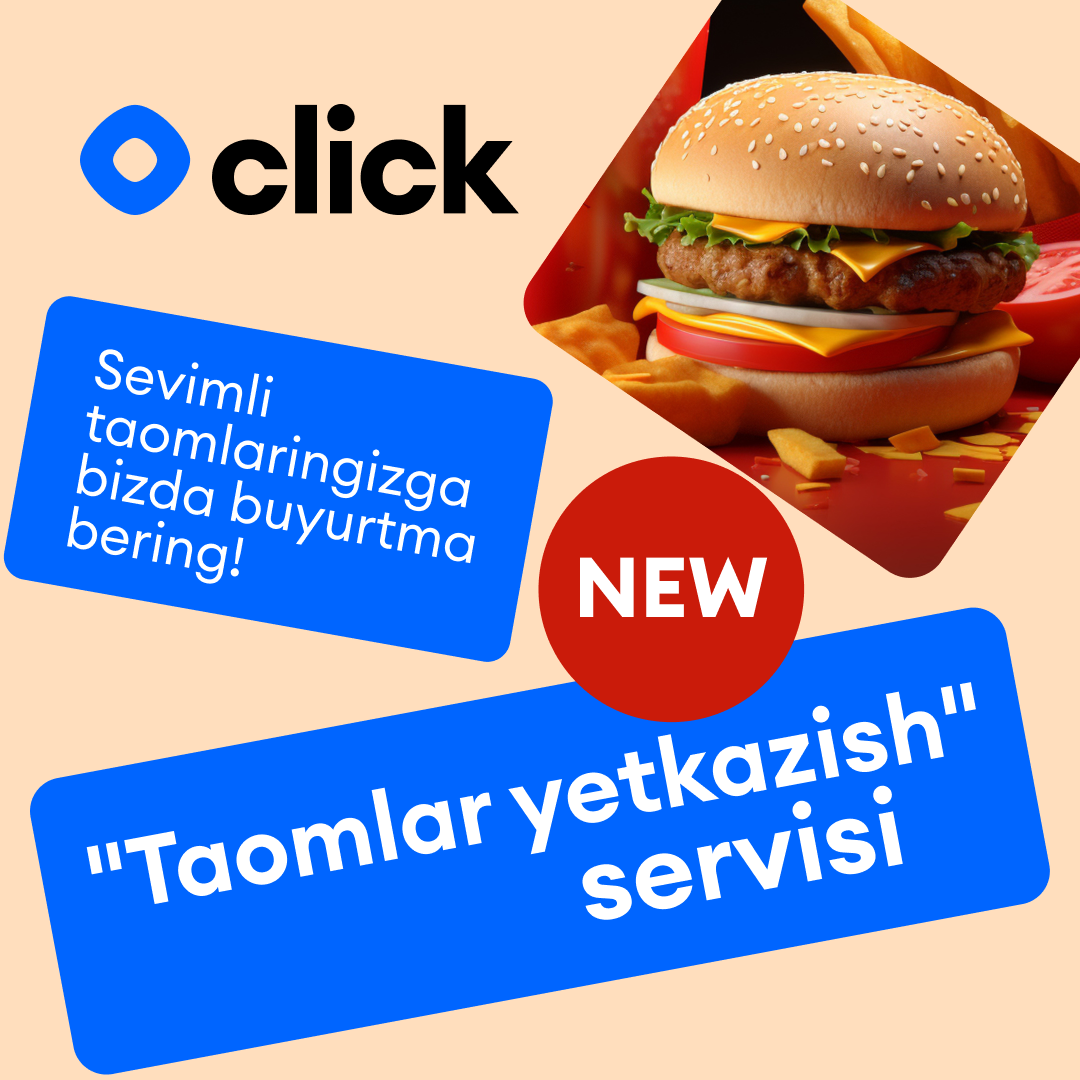 click
Sevimli
taomlaringizga
bizda buyurtma
bering!
NEW
"Taomlar yetkazish"
servisi